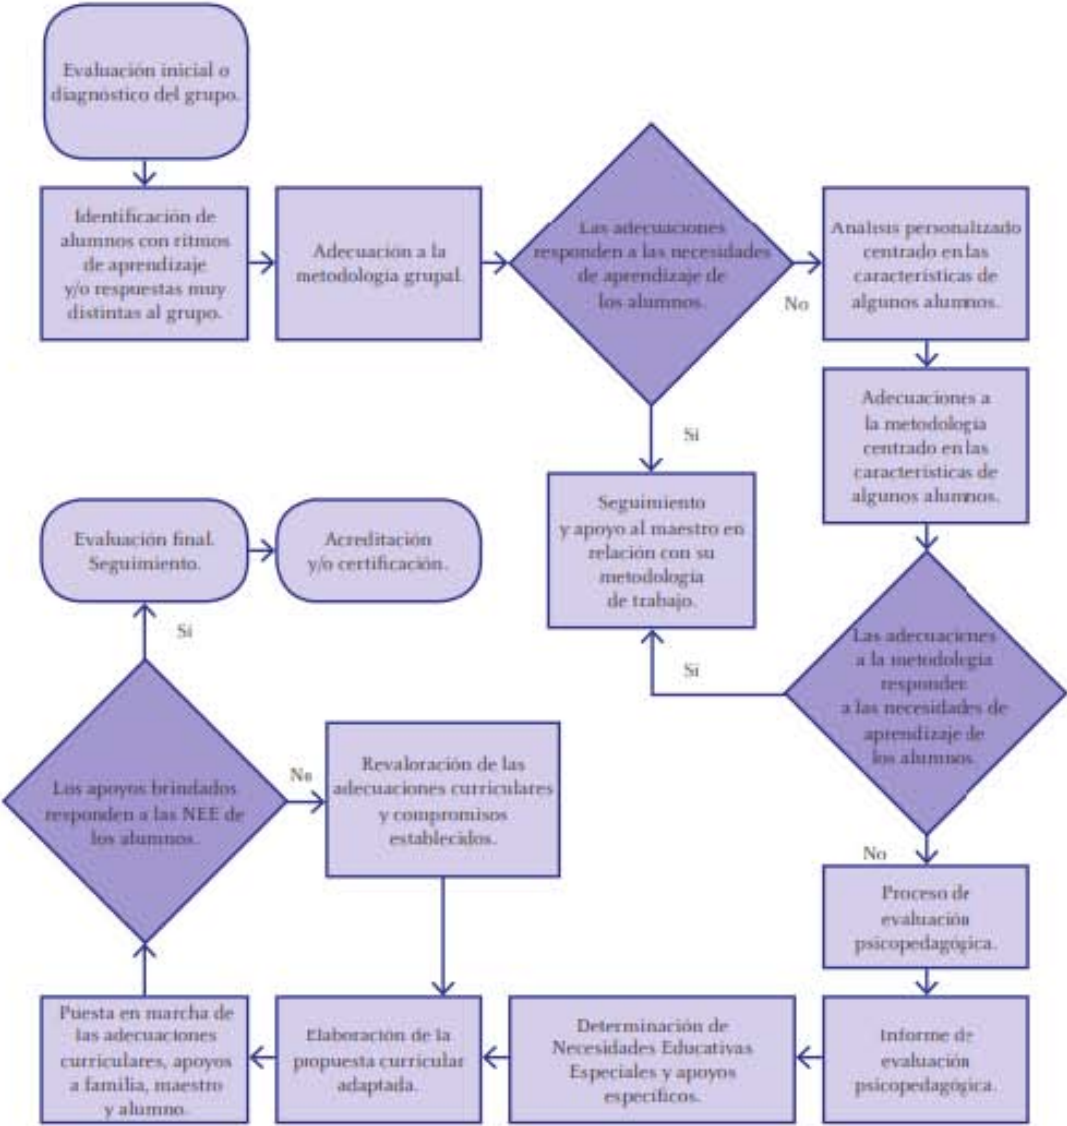 Evaluación inicial o
diagnóstico del grupo.
Identificación de
alumnos con ritmos
de aprendizaje
y/o respuestas muy
distintas al grupo.
Adecuación a la
metodología grupal.
Las adecuaciones
responden a las necesidades
de aprendizaje de
los alumnos.
No
Análisis personalizado
centrado en las
características de
algunos alumnos.
Adecuaciones a
la metodología
centrado en las
características de
algunos alumnos.
Sí
Seguimiento
y apoyo al maestro en
relación con su
metodología
de trabajo.
Las adecuaciones
a la metodología
responden
a las necesidades de
aprendizaje de
los alumnos
Sí
No
Proceso de
evaluación
psicopedagógica.
Informe de
evaluación
psicopedagógica.
Determinación de
Necesidades Educativas
Especiales y apoyos
específicos.
Elaboración de la
propuesta curricular
adaptada.
Puesta en marcha de
las adecuaciones
curriculares, apoyos
a familia, maestro
y alumno.
Los apoyos brindados
responden a las NEE de
los alumnos.
No
Revaloración de las
adecuaciones curriculares
y compromisos
establecidos.
Sí
Evaluación final.
Seguimiento.
Acreditación
y/o certificación.